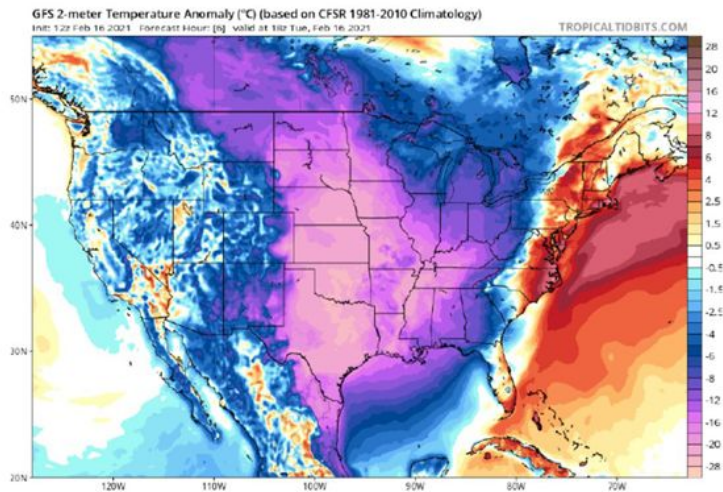 GFS 2-meter Temperature Anomaly (°C) (based on CFSR 1981-2010 Climatology)
Init: 12z Feb 16 2021 Forecast Hour: [6] valid at 18z Tue, Feb 16 2021
TROPICALTIDBITS.COM
50N
40N
30N
20N
120W
110W
100W
90W
80W
70W
28
20
16
12
8
6
4
2.5
1.5
0.5
-0.5
-1.5
-2.5
-4
-6
-8
-12
-16
-20
-28